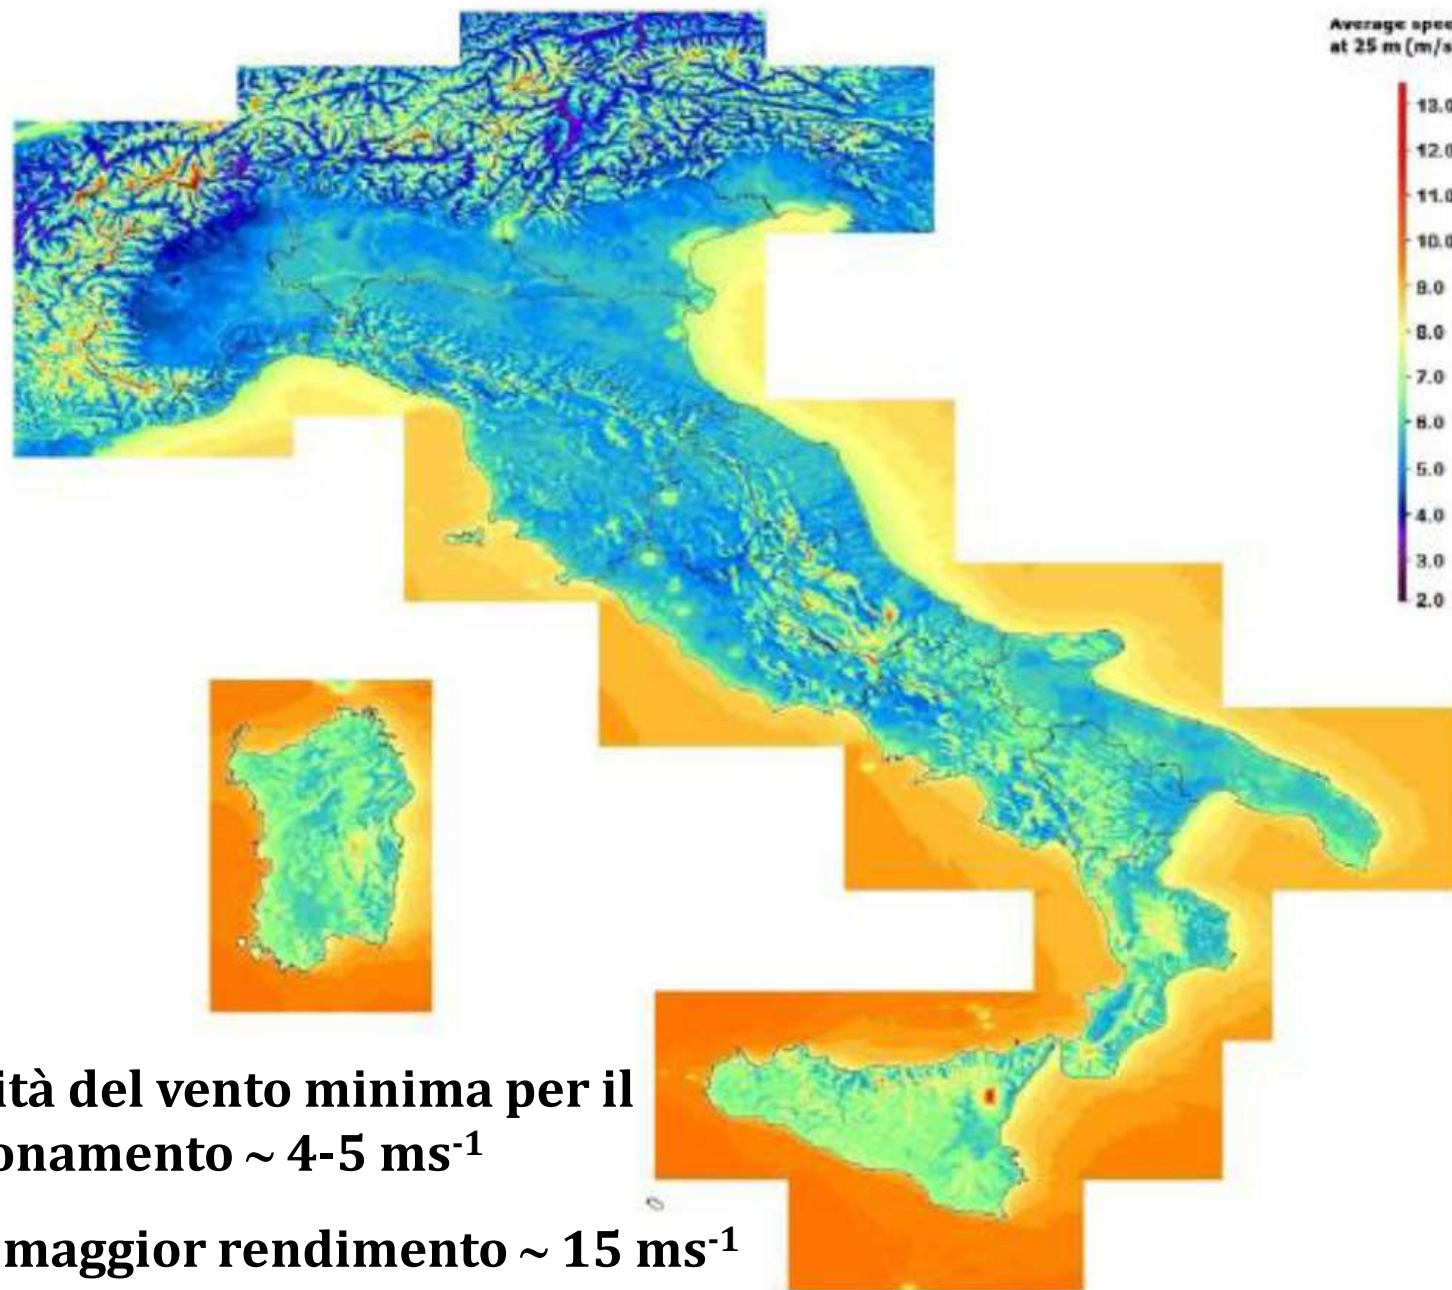 Average spee
at 25 m (m/s
13.0
12.0
11.0
10.0
9.0
8.0
7.0
6.0
5.0
4.0
3.0
2.0
ità del vento minima per il
onamento ~ 4-5 ms⁻¹
maggior rendimento ~ 15 ms⁻¹